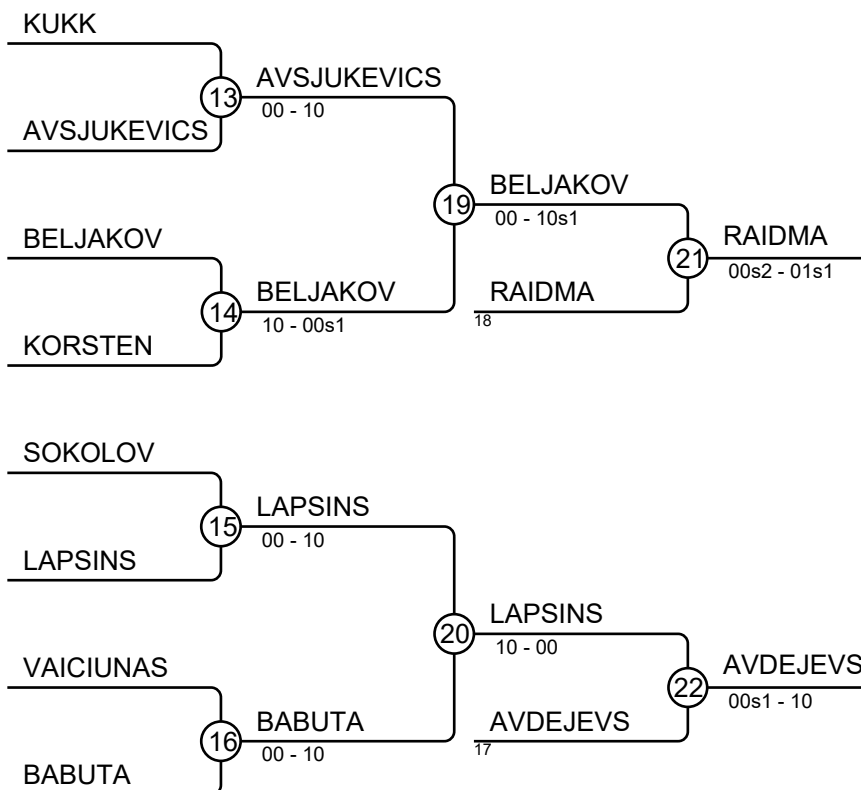 KUKK
13
AVSJUKEVICS
00 - 10
AVSJUKEVICS
19
BELJAKOV
00 - 10s1
BELJAKOV
14
BELJAKOV
10 - 00s1
KORSTEN
21
RAIDMA
00s2 - 01s1
RAIDMA
18
SOKOLOV
15
LAPSINS
00 - 10
LAPSINS
20
LAPSINS
10 - 00
VAICIUNAS
16
BABUTA
00 - 10
BABUTA
22
AVDEJEVS
00s1 - 10
AVDEJEVS
17